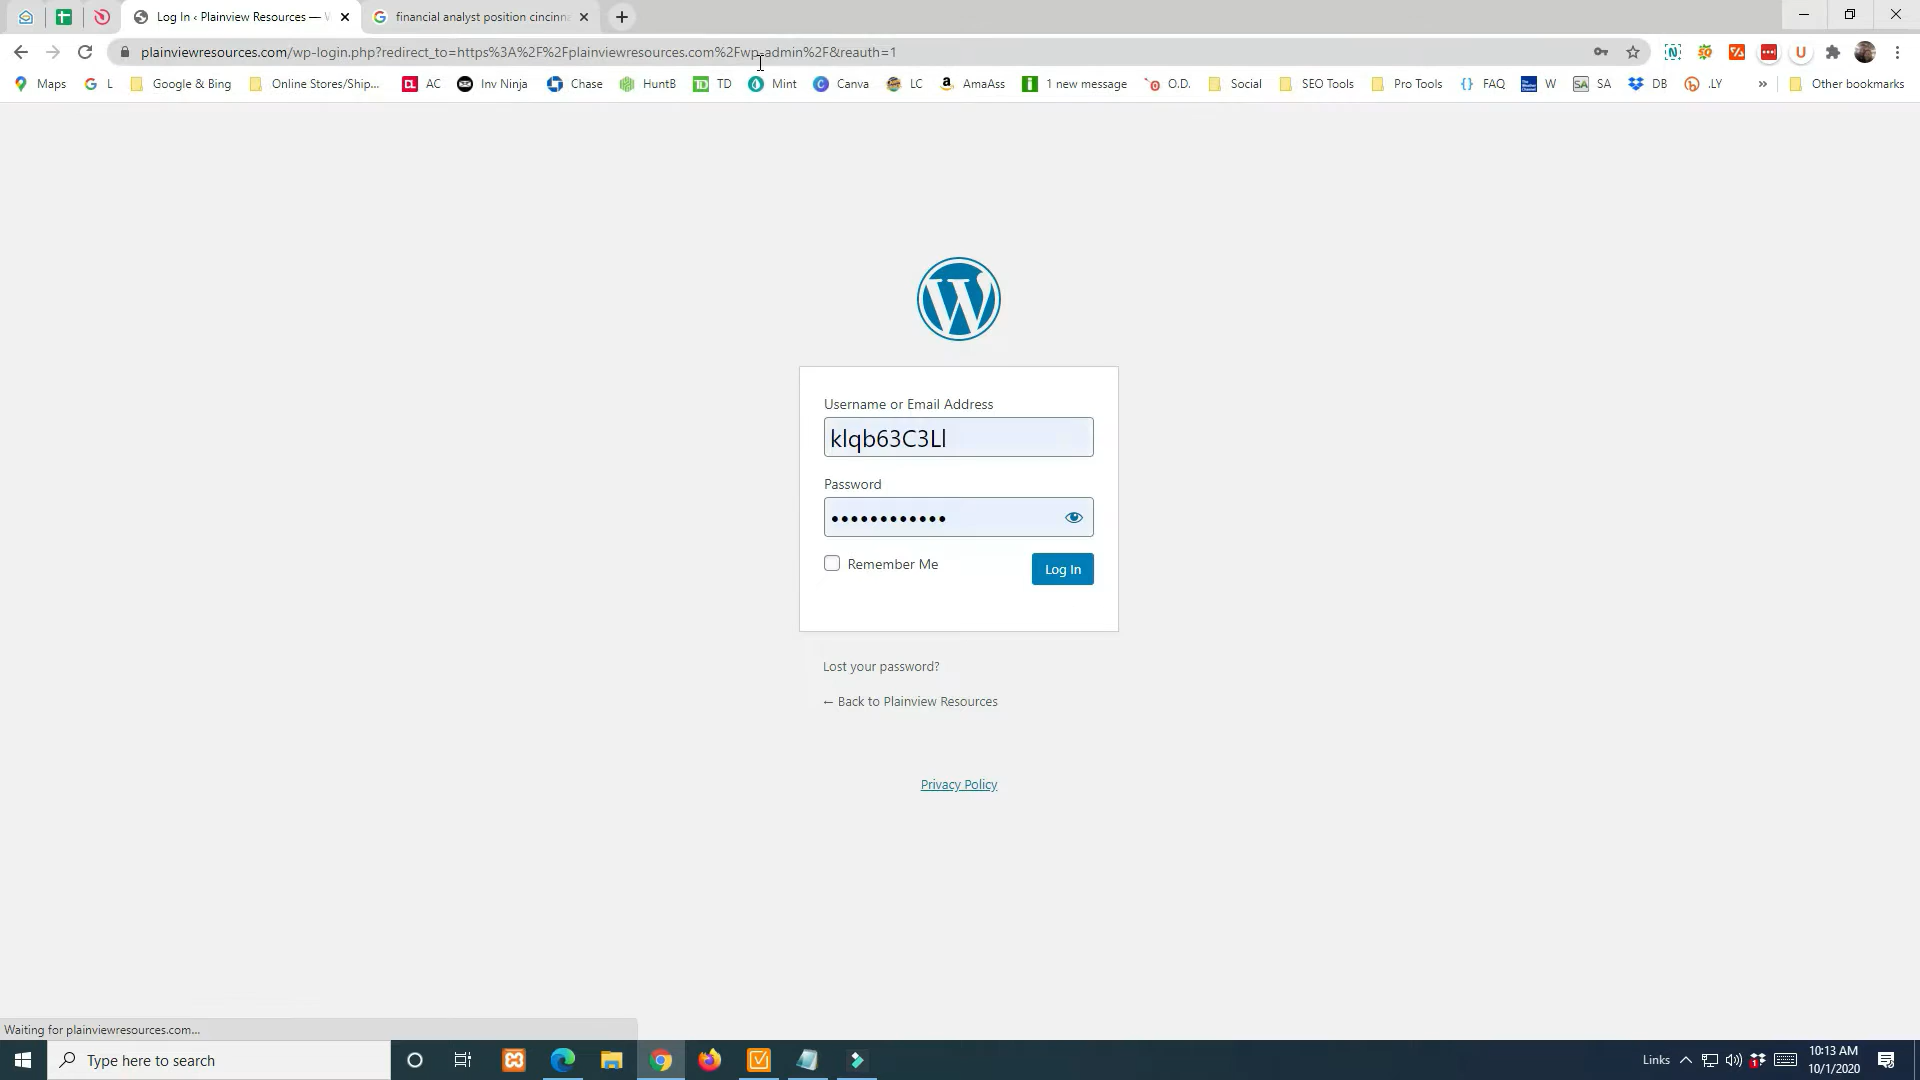 Log In ‹ Plainview Resources —
financial analyst position cincinn
plainviewresources.com/wp-login.php?redirect_to=https%3A%2F%2Fplainviewresources.com%2Fwp-admin%2F&reauth=1
Maps
L
Google & Bing
Online Stores/Ship...
AC
Inv Ninja
Chase
HuntB
TD
Mint
Canva
LC
AmaAss
1 new message
O.D.
Social
SEO Tools
Pro Tools
FAQ
W
SA
DB
.LY
»
Other bookmarks
Username or Email Address
klqb63C3Ll
Password
Remember Me
Log In
Lost your password?
← Back to Plainview Resources
Privacy Policy
Waiting for plainviewresources.com...
Type here to search
Links
10:13 AM
10/1/2020